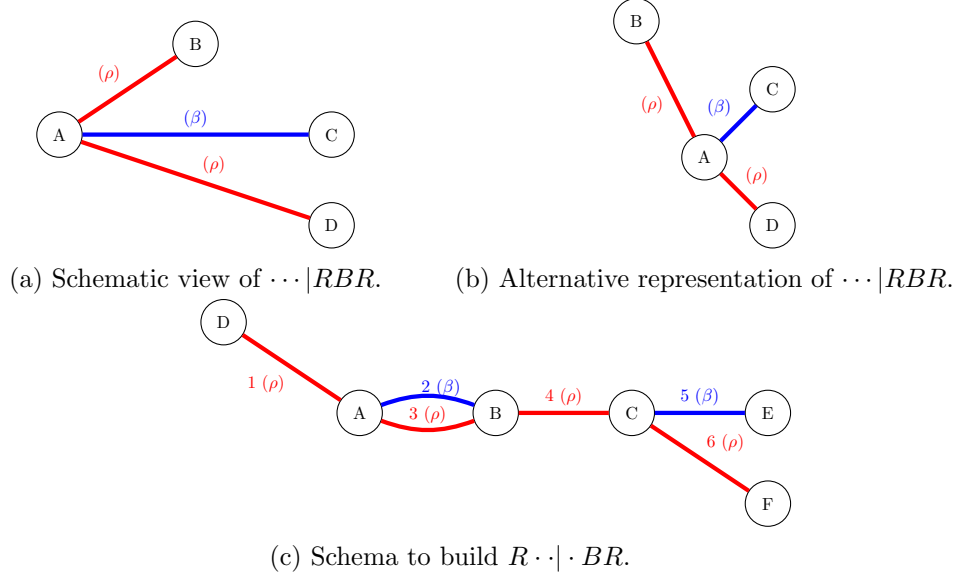 B
B
(ρ)
C
(β)
(β)
(ρ)
A
C
A
(ρ)
(ρ)
D
D
(a) Schematic view of ⋯|RBR.
(b) Alternative representation of ⋯|RBR.
D
1 (ρ)
2 (β)
4 (ρ)
5 (β)
A
3 (ρ)
B
C
E
6 (ρ)
F
(c) Schema to build R··|·BR.